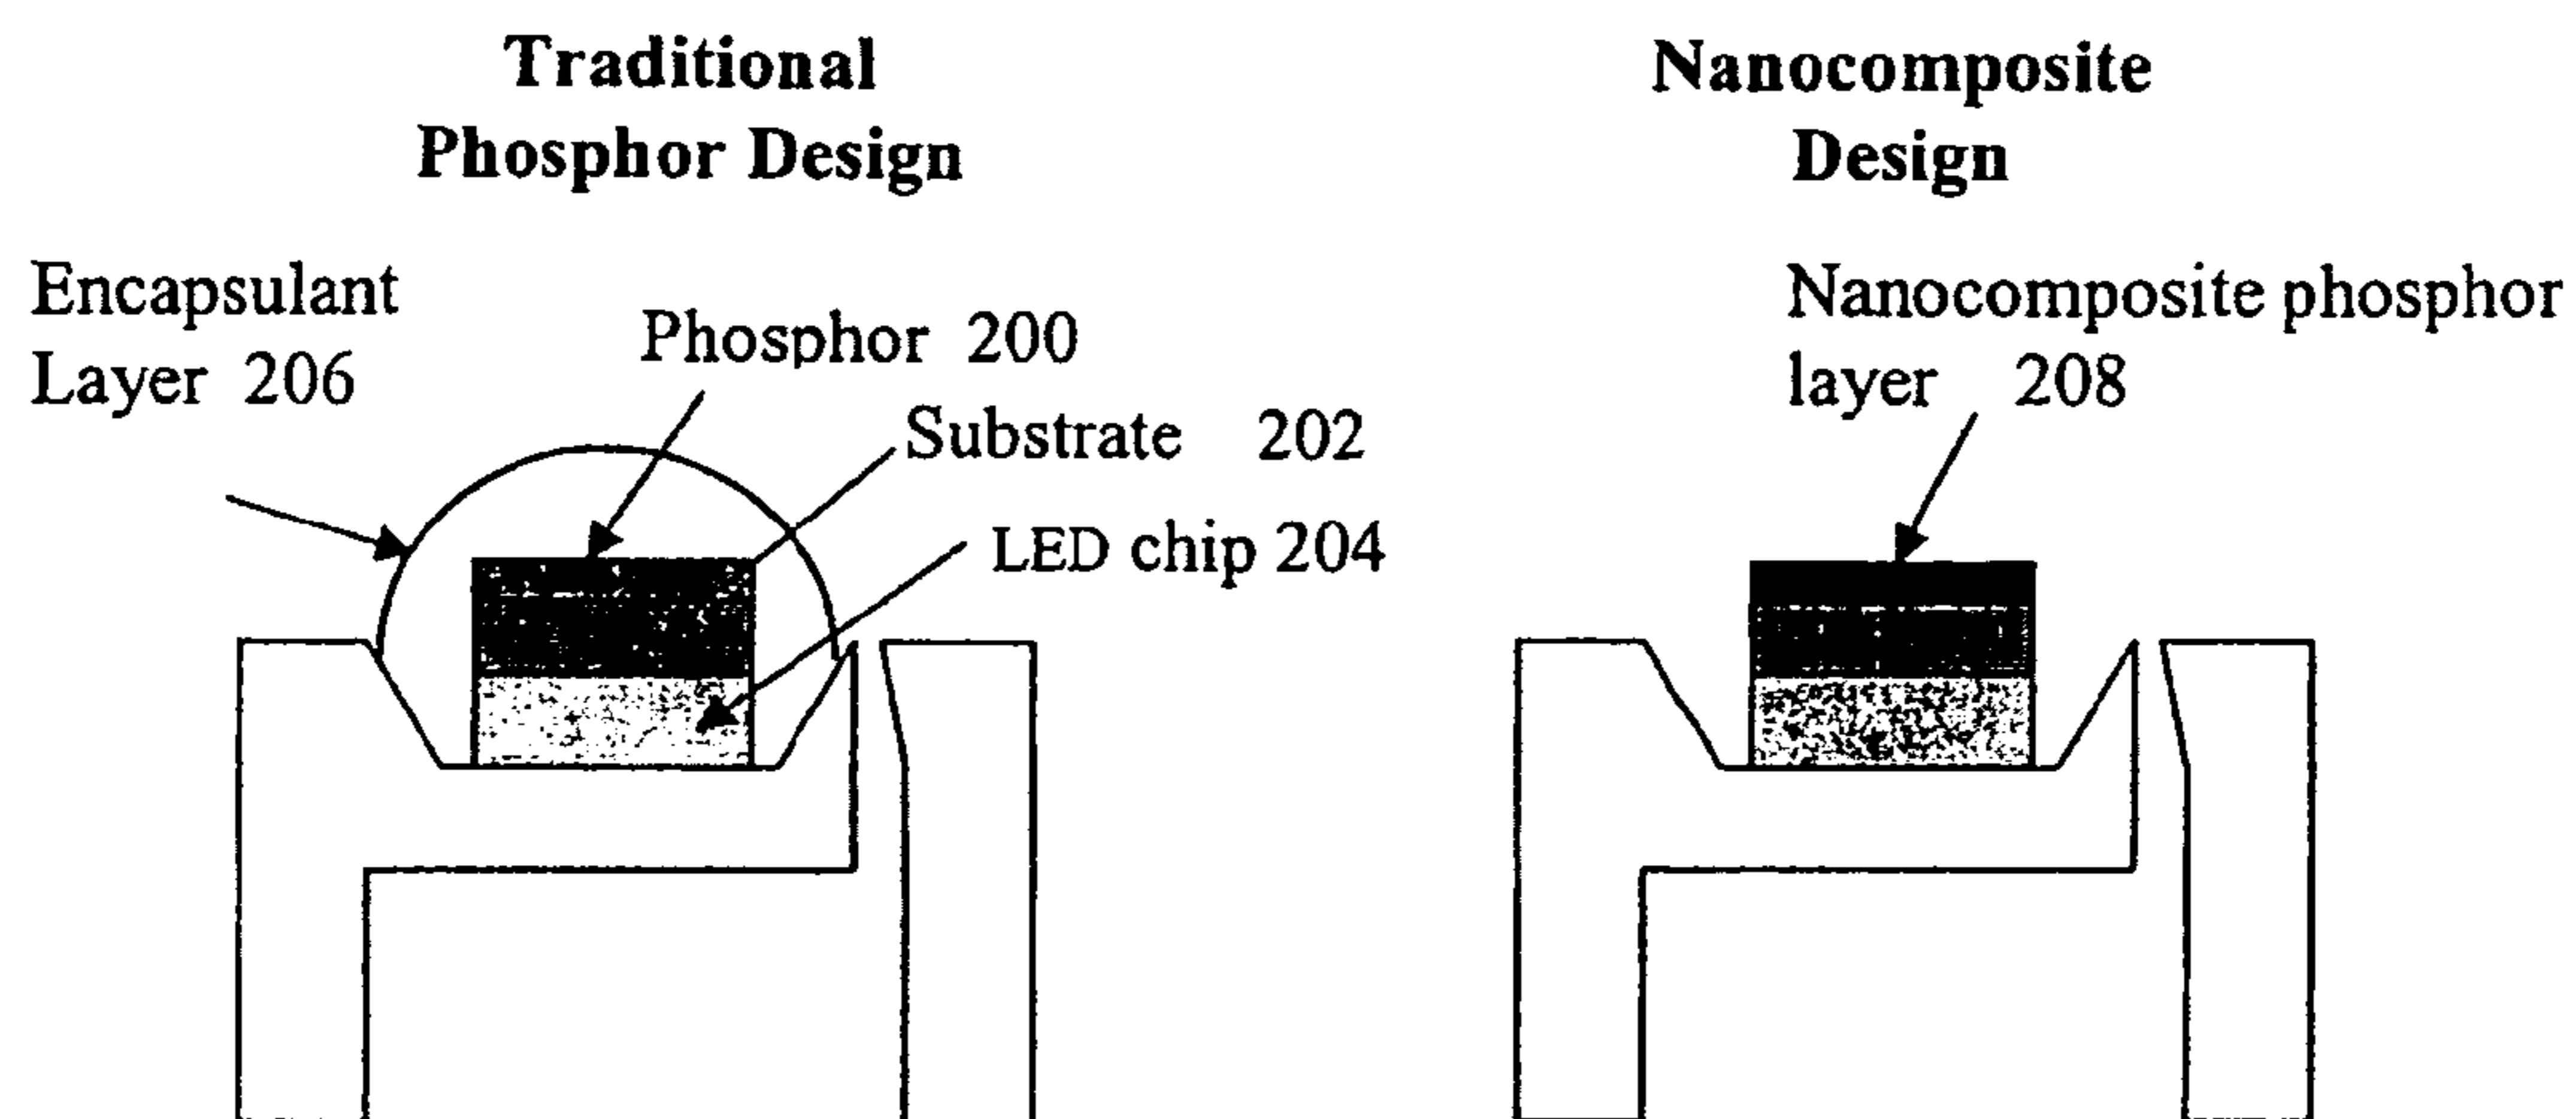 Traditional
Phosphor Design
Encapsulant
Layer 206
Phosphor 200
Substrate 202
LED chip 204
Nanocomposite
Design
Nanocomposite phosphor
layer 208